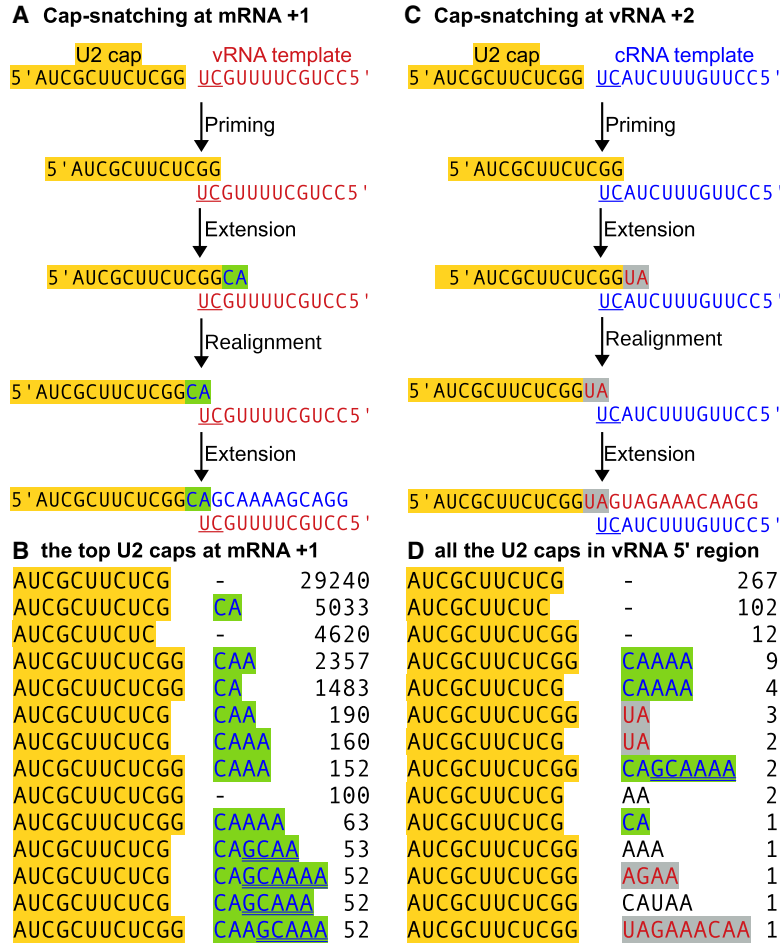 A Cap-snatching at mRNA +1
U2 cap vRNA template
5'AUCGCUUCUCGG UCGUUUUCGUCC5'
Priming
5'AUCGCUUCUCGG
UCGUUUUCGUCC5'
Extension
5'AUCGCUUCUCGGCA
UCGUUUUCGUCC5'
Realignment
5'AUCGCUUCUCGGCA
UCGUUUUCGUCC5'
Extension
5'AUCGCUUCUCGGCAGCAAAAGCAGG
UCGUUUUCGUCC5'
B the top U2 caps at mRNA +1
AUCGCUUCUCG - 29240
AUCGCUUCUCG CA 5033
AUCGCUUCUC - 4620
AUCGCUUCUCGG CAA 2357
AUCGCUUCUCGG CA 1483
AUCGCUUCUCG CAA 190
AUCGCUUCUCG CAAA 160
AUCGCUUCUCGG CAAA 152
AUCGCUUCUCGG - 100
AUCGCUUCUCGG CAAAA 63
AUCGCUUCUCG CAGCAA 53
AUCGCUUCUCGG CAGCAAAA 52
AUCGCUUCUCG CAGCAAA 52
AUCGCUUCUCGG CAAGCAAA 52
C Cap-snatching at vRNA +2
U2 cap cRNA template
5'AUCGCUUCUCGG UCAUCUUUGUUCC5'
Priming
5'AUCGCUUCUCGG
UCAUCUUUGUUCC5'
Extension
5'AUCGCUUCUCGGUA
UCAUCUUUGUUCC5'
Realignment
5'AUCGCUUCUCGGUA
UCAUCUUUGUUCC5'
Extension
5'AUCGCUUCUCGGUAGUAGAAACAAGG
UCAUCUUUGUUCC5'
D all the U2 caps in vRNA 5' region
AUCGCUUCUCG - 267
AUCGCUUCUC - 102
AUCGCUUCUCGG - 12
AUCGCUUCUCGG CAAAA 9
AUCGCUUCUCG CAAAA 4
AUCGCUUCUCGG UA 3
AUCGCUUCUCG UA 2
AUCGCUUCUCGG CAGCAAAA 2
AUCGCUUCUCG AA 2
AUCGCUUCUCG CA 1
AUCGCUUCUCGG AAA 1
AUCGCUUCUCGG AGAA 1
AUCGCUUCUCGG CAUAA 1
AUCGCUUCUCGG UAGAAACAA 1